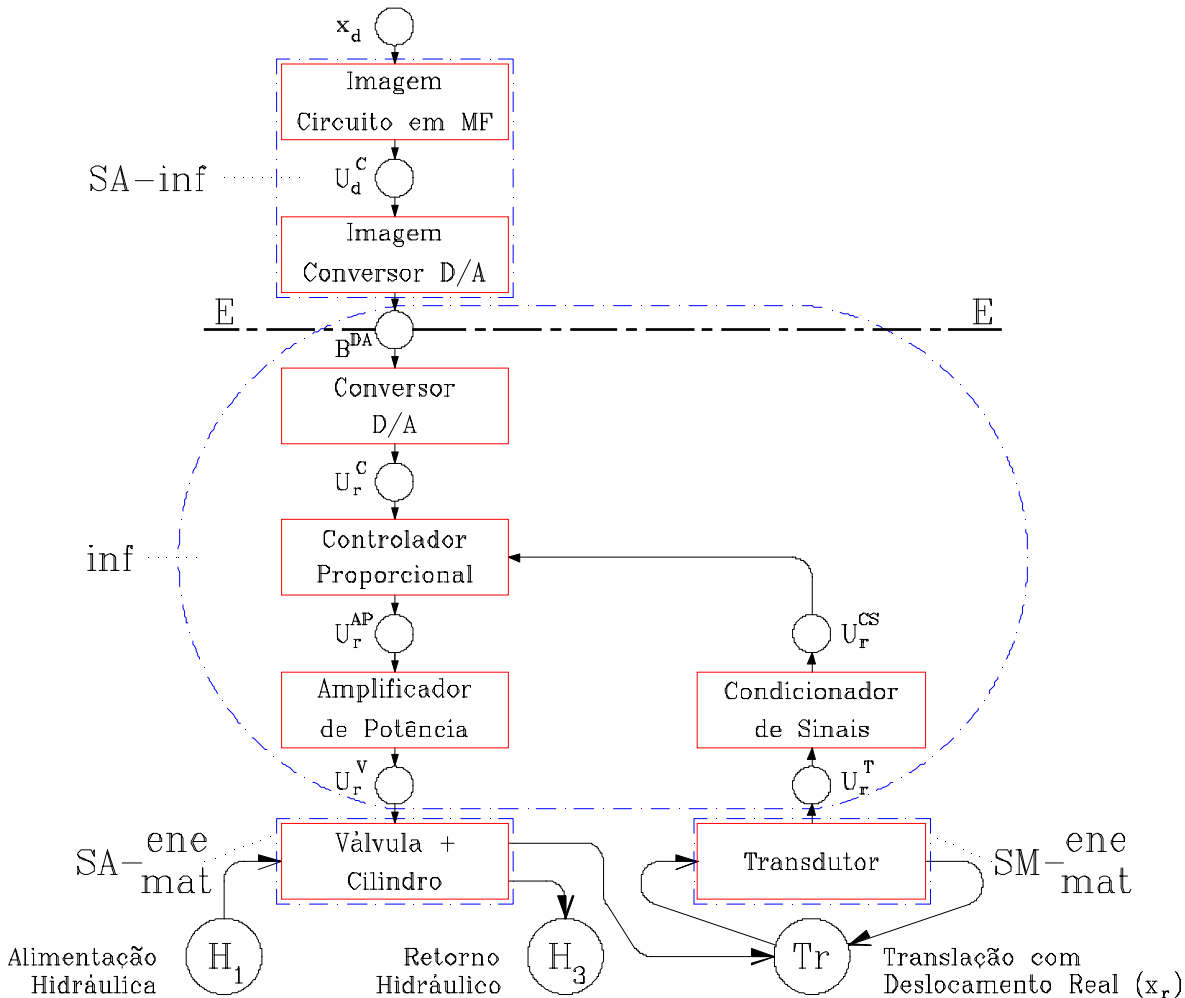 x_d
Imagem
Circuito em MF
SA-inf
U_d^C
Imagem
Conversor D/A
E
E
B^DA
Conversor
D/A
U_r^C
inf
Controlador
Proporcional
U_r^AP
U_r^CS
Amplificador
de Potência
Condicionador
de Sinais
U_r^V
U_r^T
SA-ene
mat
Válvula +
Cilindro
Transdutor
SM-ene
mat
Alimentação
Hidráulica
H_1
Retorno
Hidráulico
H_3
Tr
Translação com
Deslocamento Real (x_r)